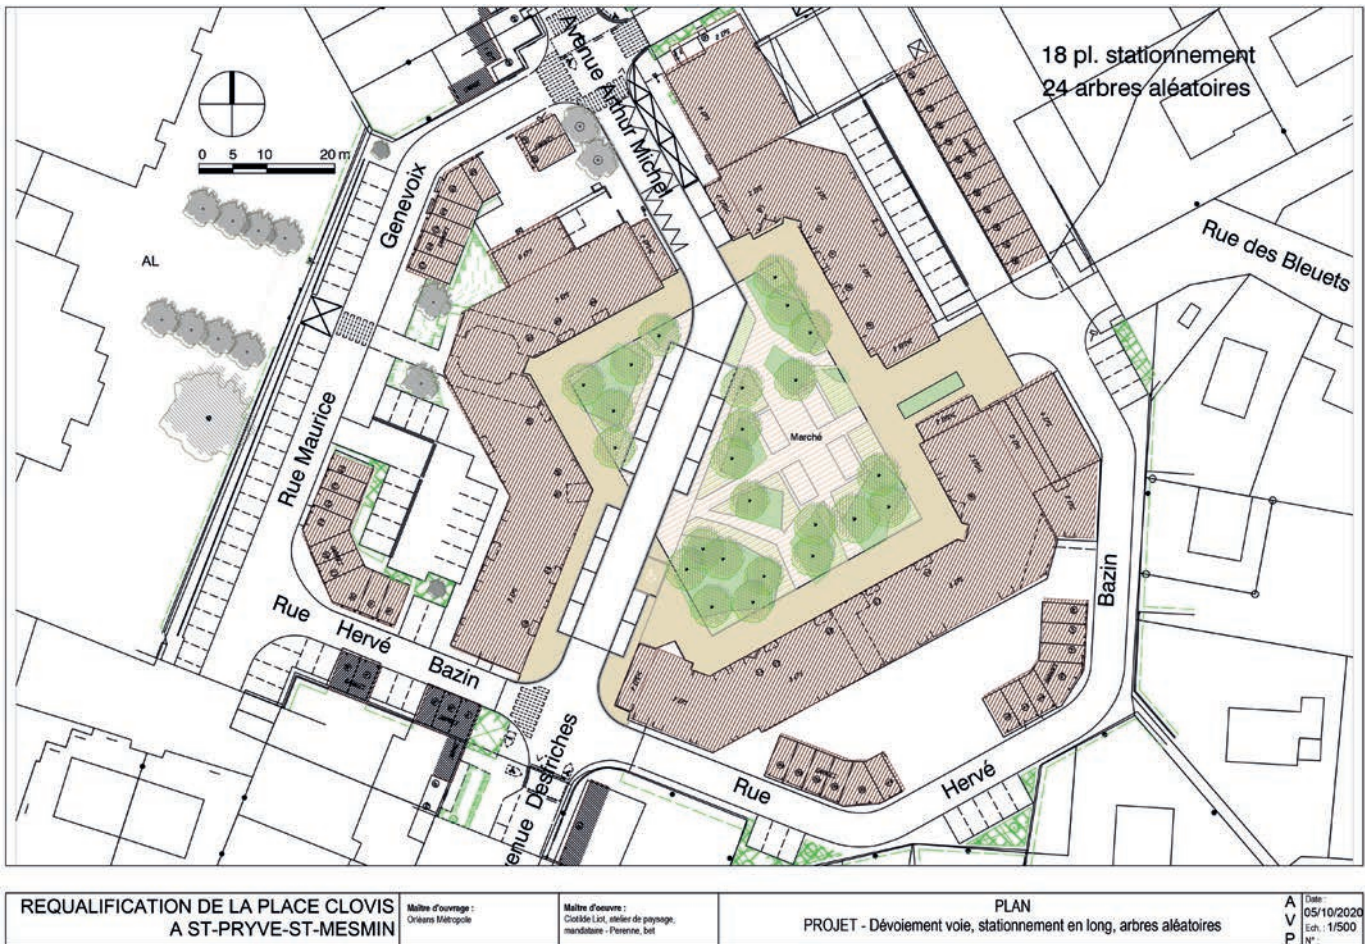 18 pl. stationnement
24 arbres aléatoires
Avenue Arthur Michel
0 5 10 20 m
Genevoix
Rue des Bleuets
AL
Rue Maurice
Marché
Bazin
Rue Hervé Bazin
Avenue Desfriches
Rue
Hervé
REQUALIFICATION DE LA PLACE CLOVIS
A ST-PRYVE-ST-MESMIN
Maître d'ouvrage :
Orléans Métropole
Maître d'oeuvre :
Clotilde Liot, atelier de paysage,
mandataire - Perenne, bet
PLAN
PROJET - Dévoiement voie, stationnement en long, arbres aléatoires
A
V
P
Date :
05/10/2020
Ech. : 1/500
N° :